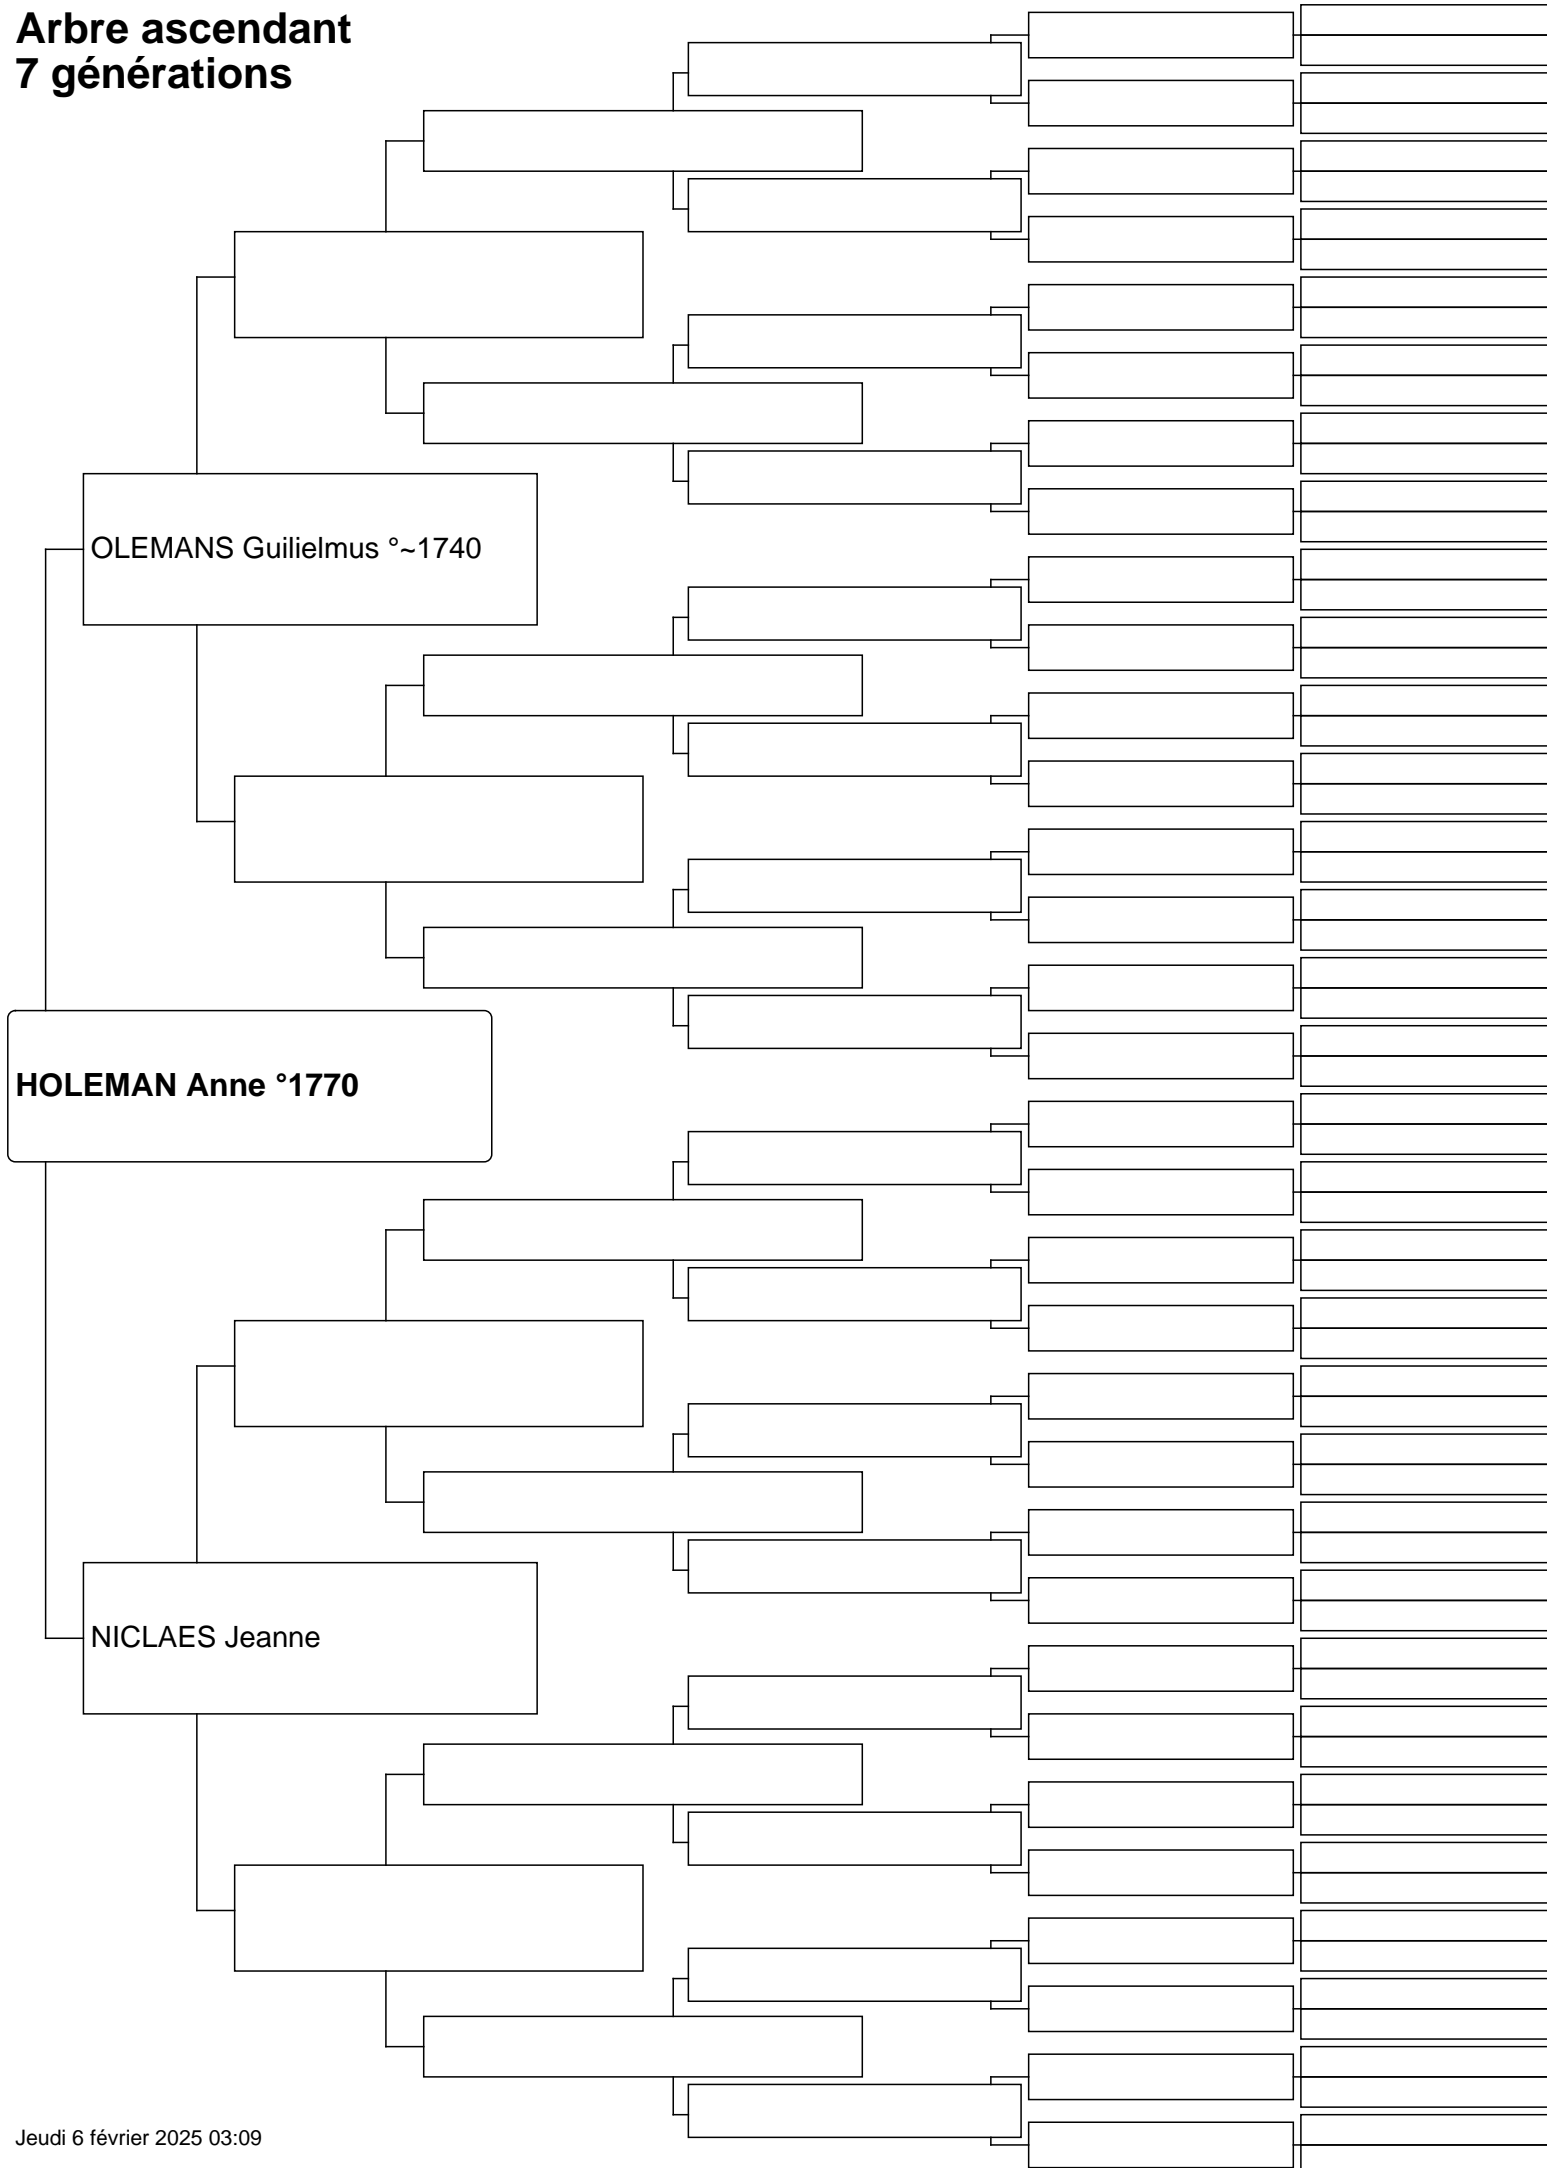 Arbre ascendant
7 générations
OLEMANS Guilielmus °~1740
HOLEMAN Anne °1770
NICLAES Jeanne
Jeudi 6 février 2025 03:09